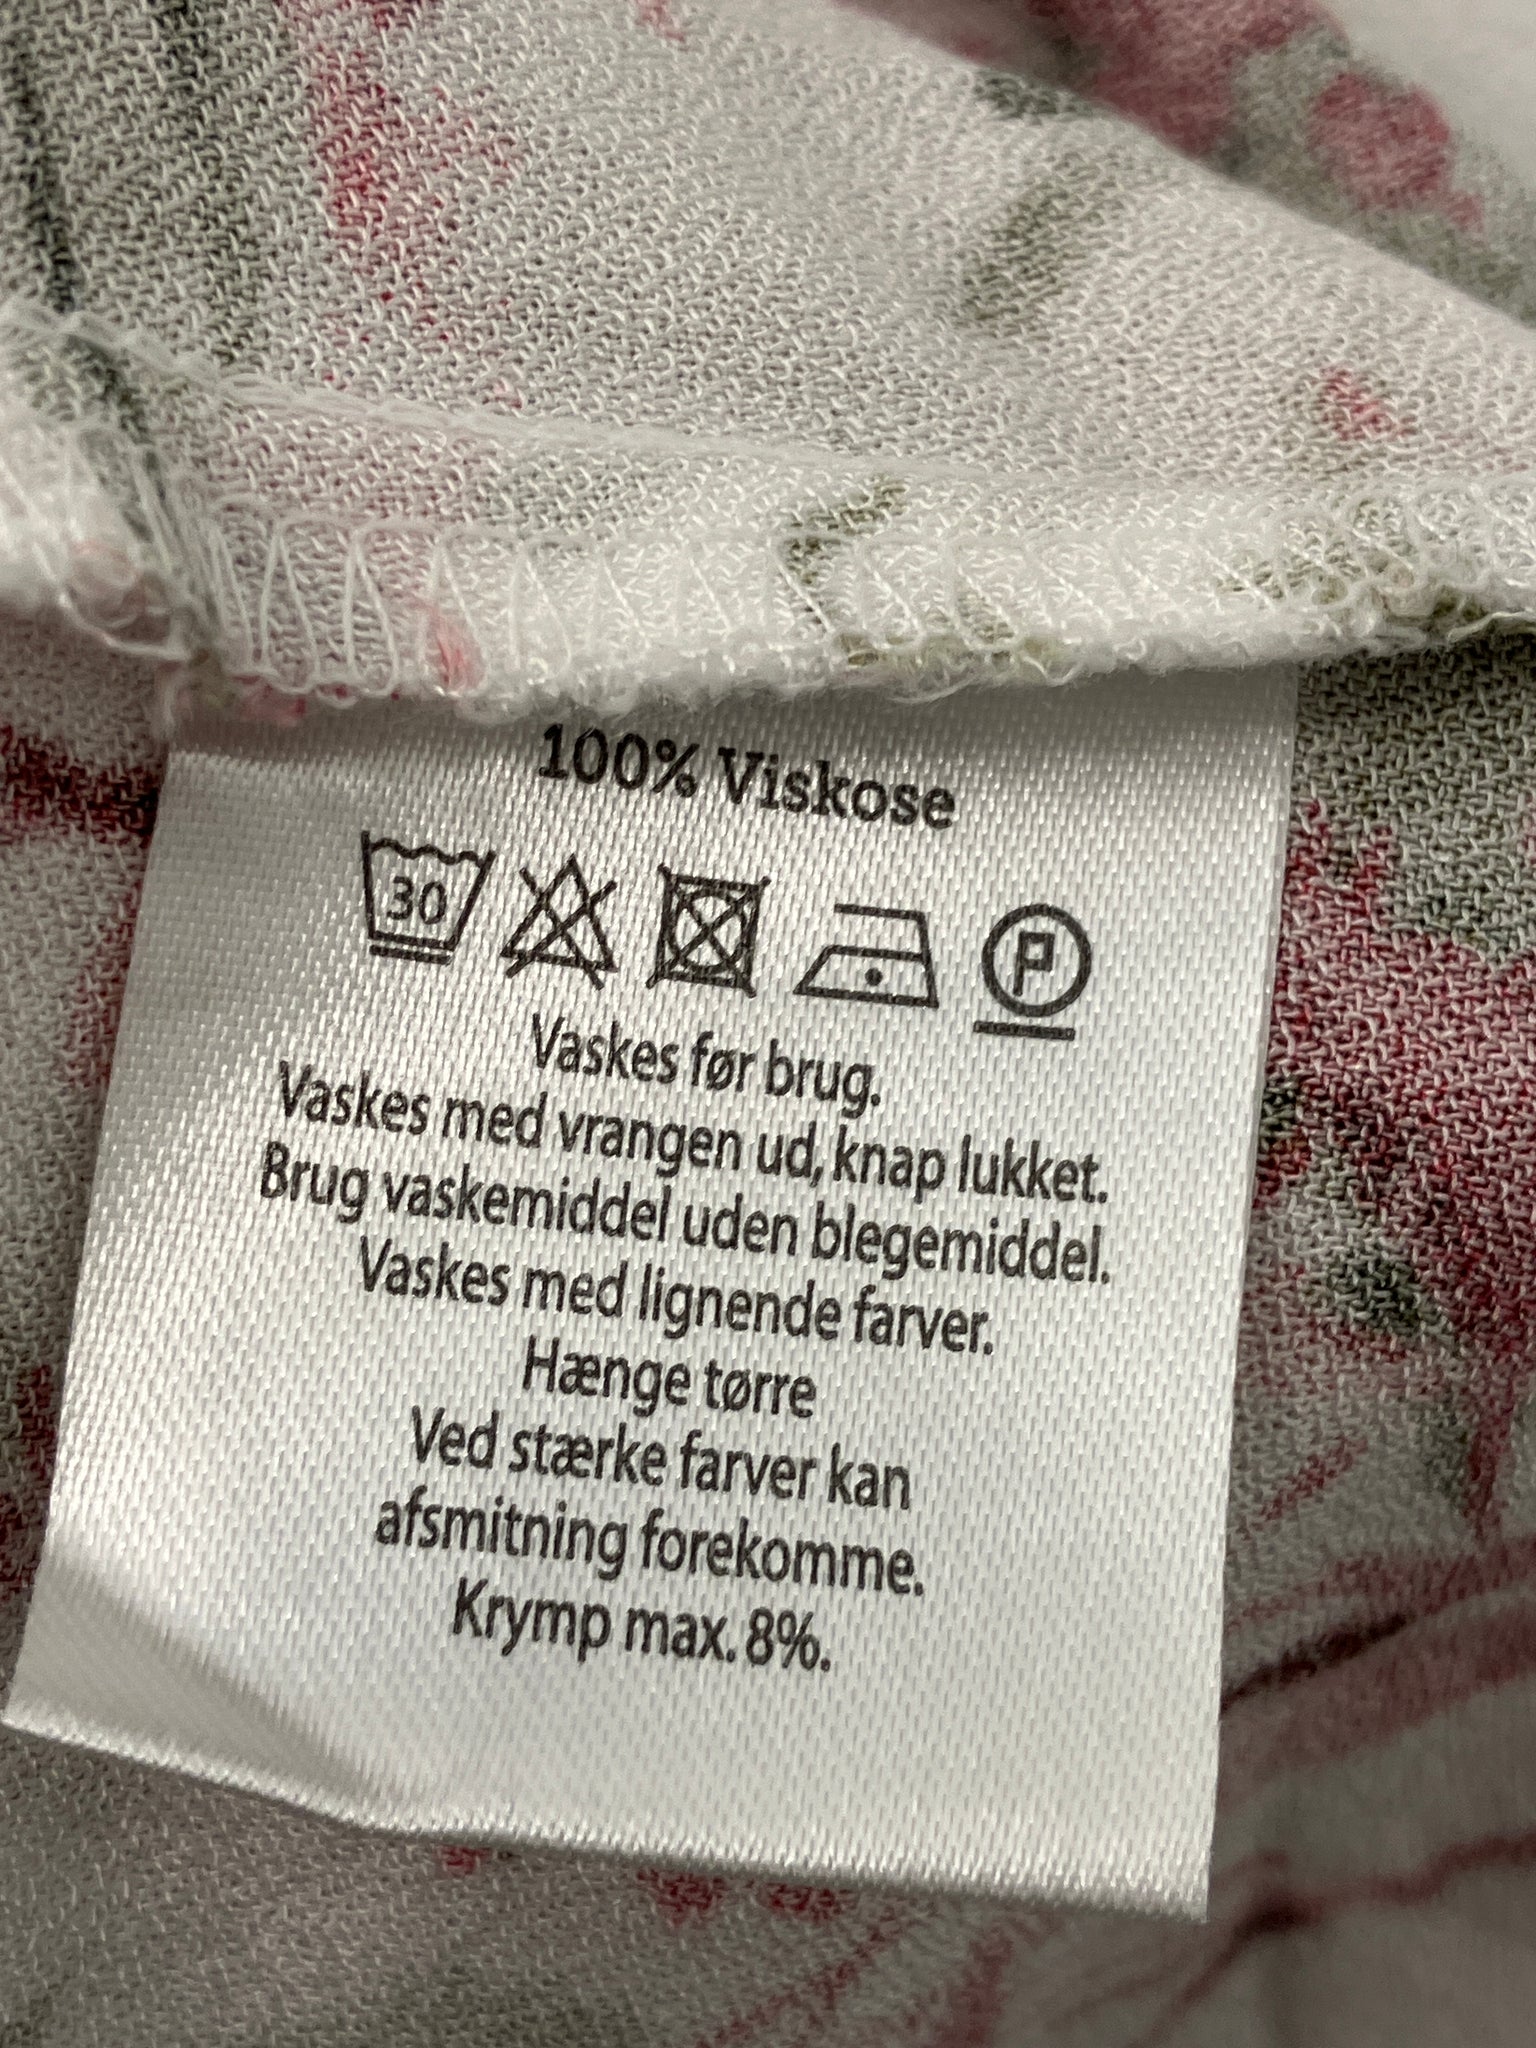 100% Viskose
30
P
Vaskes før brug.
Vaskes med vrangen ud, knap lukket.
Brug vaskemiddel uden blegemiddel.
Vaskes med lignende farver.
Hænge tørre
Ved stærke farver kan
afsmitning forekomme.
Krymp max. 8%.